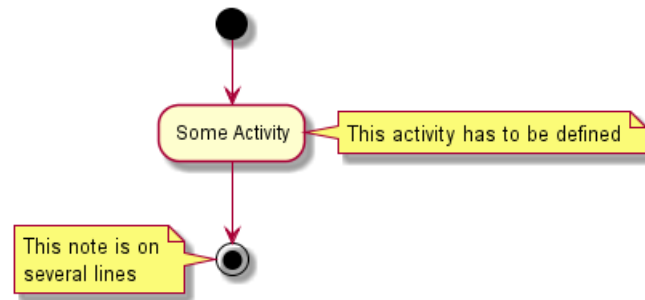 Some Activity
This activity has to be defined
This note is on
several lines